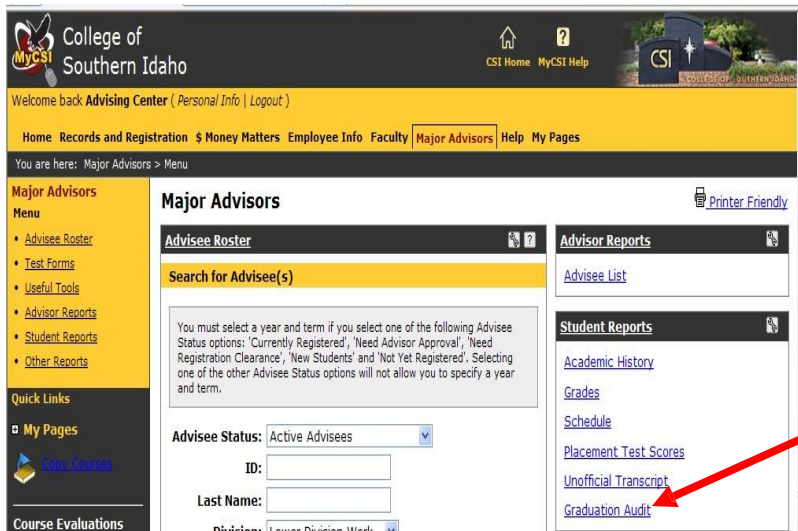 MyCSI
College of
Southern Idaho
CSI Home
MyCSI Help
CSI
COLLEGE OF SOUTHERN IDAHO
Welcome back Advising Center ( Personal Info | Logout )
Home Records and Registration $ Money Matters Employee Info Faculty Major Advisors Help My Pages
You are here: Major Advisors > Menu
Major Advisors
Menu
• Advisee Roster
• Test Forms
• Useful Tools
• Advisor Reports
• Student Reports
• Other Reports
Quick Links
My Pages
Copy Courses
Course Evaluations
Major Advisors
Printer Friendly
Advisee Roster
?
Search for Advisee(s)
You must select a year and term if you select one of the following Advisee
Status options: 'Currently Registered', 'Need Advisor Approval', 'Need
Registration Clearance', 'New Students' and 'Not Yet Registered'. Selecting
one of the other Advisee Status options will not allow you to specify a year
and term.
Advisee Status: Active Advisees
ID:
Last Name:
Division: Lower Division Work
Advisor Reports
Advisee List
Student Reports
Academic History
Grades
Schedule
Placement Test Scores
Unofficial Transcript
Graduation Audit